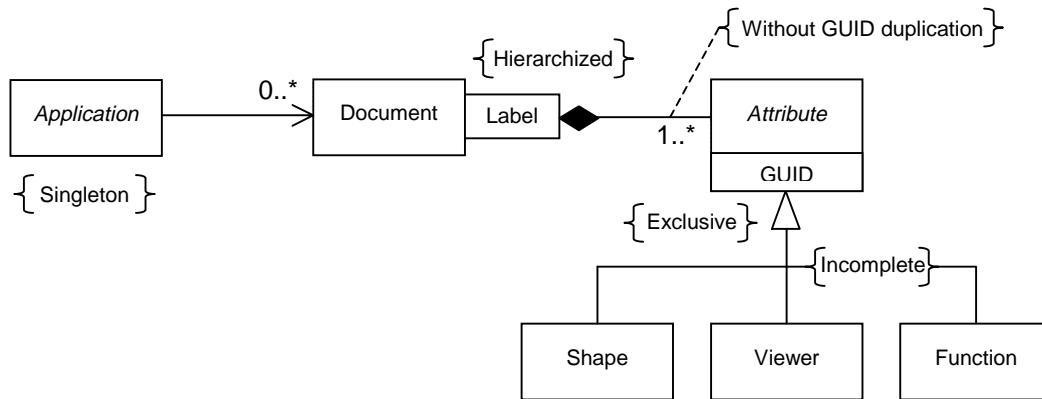 {Without GUID duplication}
{Hierarchized}
0..*
Application
Document
Label
1..*
Attribute
GUID
{Singleton}
{Exclusive}
{Incomplete}
Shape
Viewer
Function